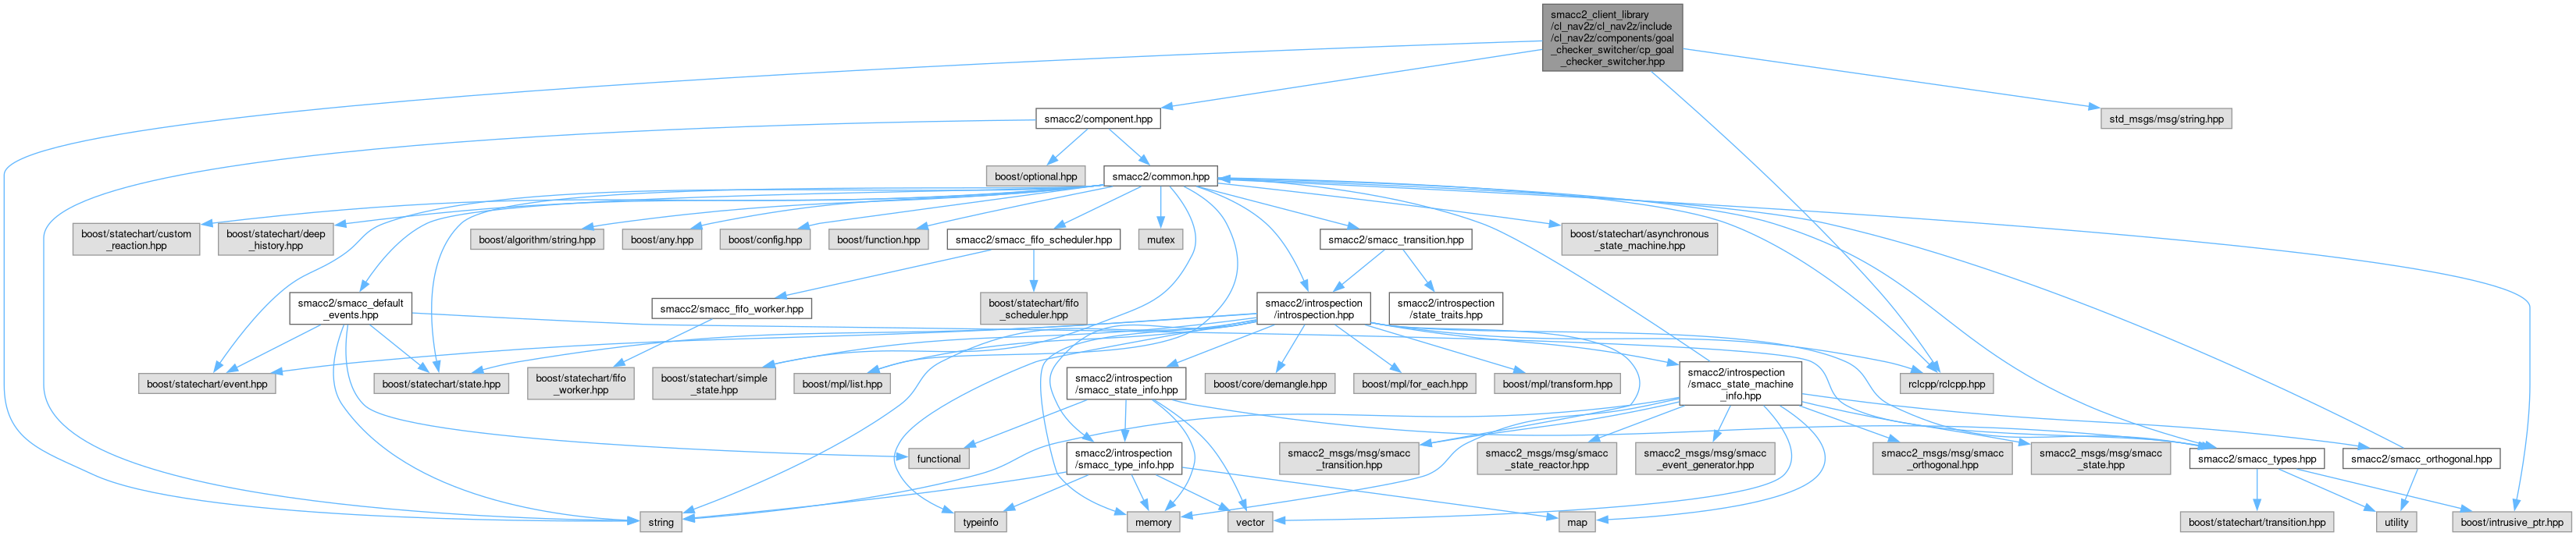 smacc2_client_library
/cl_nav2z/cl_nav2z/include
/cl_nav2z/components/goal
_checker_switcher/cp_goal
_checker_switcher.hpp
smacc2/component.hpp
std_msgs/msg/string.hpp
boost/optional.hpp
smacc2/common.hpp
boost/statechart/custom
_reaction.hpp
boost/statechart/deep
_history.hpp
boost/algorithm/string.hpp
boost/any.hpp
boost/config.hpp
boost/function.hpp
smacc2/smacc_fifo_scheduler.hpp
mutex
smacc2/smacc_transition.hpp
boost/statechart/asynchronous
_state_machine.hpp
smacc2/smacc_default
_events.hpp
smacc2/smacc_fifo_worker.hpp
boost/statechart/fifo
_scheduler.hpp
smacc2/introspection
/introspection.hpp
smacc2/introspection
/state_traits.hpp
boost/statechart/event.hpp
boost/statechart/state.hpp
boost/statechart/fifo
_worker.hpp
boost/statechart/simple
_state.hpp
boost/mpl/list.hpp
smacc2/introspection
/smacc_state_info.hpp
boost/core/demangle.hpp
boost/mpl/for_each.hpp
boost/mpl/transform.hpp
smacc2/introspection
/smacc_state_machine
_info.hpp
rclcpp/rclcpp.hpp
functional
smacc2/introspection
/smacc_type_info.hpp
smacc2_msgs/msg/smacc
_transition.hpp
smacc2_msgs/msg/smacc
_state_reactor.hpp
smacc2_msgs/msg/smacc
_event_generator.hpp
smacc2_msgs/msg/smacc
_orthogonal.hpp
smacc2_msgs/msg/smacc
_state.hpp
smacc2/smacc_types.hpp
smacc2/smacc_orthogonal.hpp
string
typeinfo
memory
vector
map
boost/statechart/transition.hpp
utility
boost/intrusive_ptr.hpp